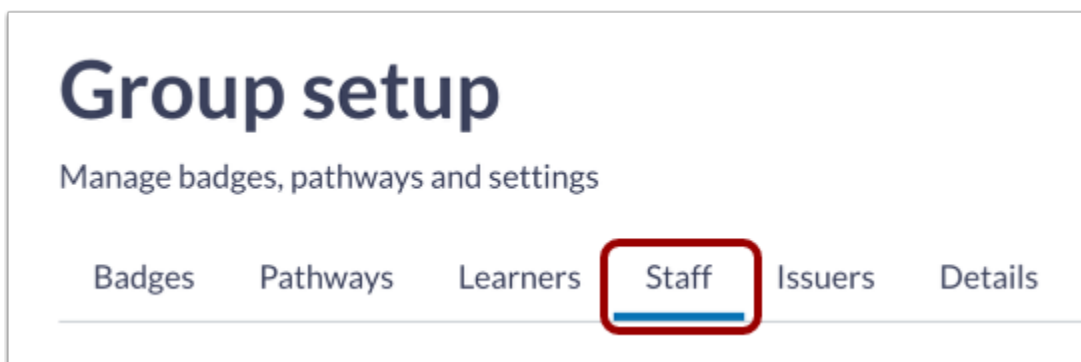 Group setup
Manage badges, pathways and settings
Badges Pathways Learners Staff Issuers Details